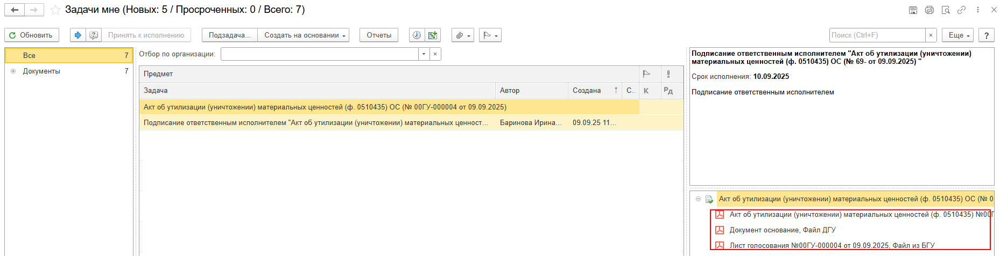 Задачи мне (Новых: 5 / Просроченных: 0 / Всего: 7)
Обновить
Принять к исполнению
Подзадача...
Создать на основании
Отчеты
Поиск (Ctrl+F)
×
Еще
?
Все 7
Документы 7
Отбор по организации:
×
Предмет
Задача Автор Создана ↑ С.. К Рд
Акт об утилизации (уничтожении) материальных ценностей (ф. 0510435) ОС (№ 00ГУ-000004 от 09.09.2025)
Подписание ответственным исполнителем "Акт об утилизации (уничтожении) материальных ценност... Баринова Ирина... 09.09.25 11...
Подписание ответственным исполнителем "Акт об утилизации (уничтожении)
материальных ценностей (ф. 0510435) ОС (№ 69- от 09.09.2025) "
Срок исполнения: 10.09.2025
Подписание ответственным исполнителем
Акт об утилизации (уничтожении) материальных ценностей (ф. 0510435) ОС (№ 0
Акт об утилизации (уничтожении) материальных ценностей (ф. 0510435) №00Г
Документ основание, Файл ДГУ
Лист голосования №00ГУ-000004 от 09.09.2025, Файл из БГУ